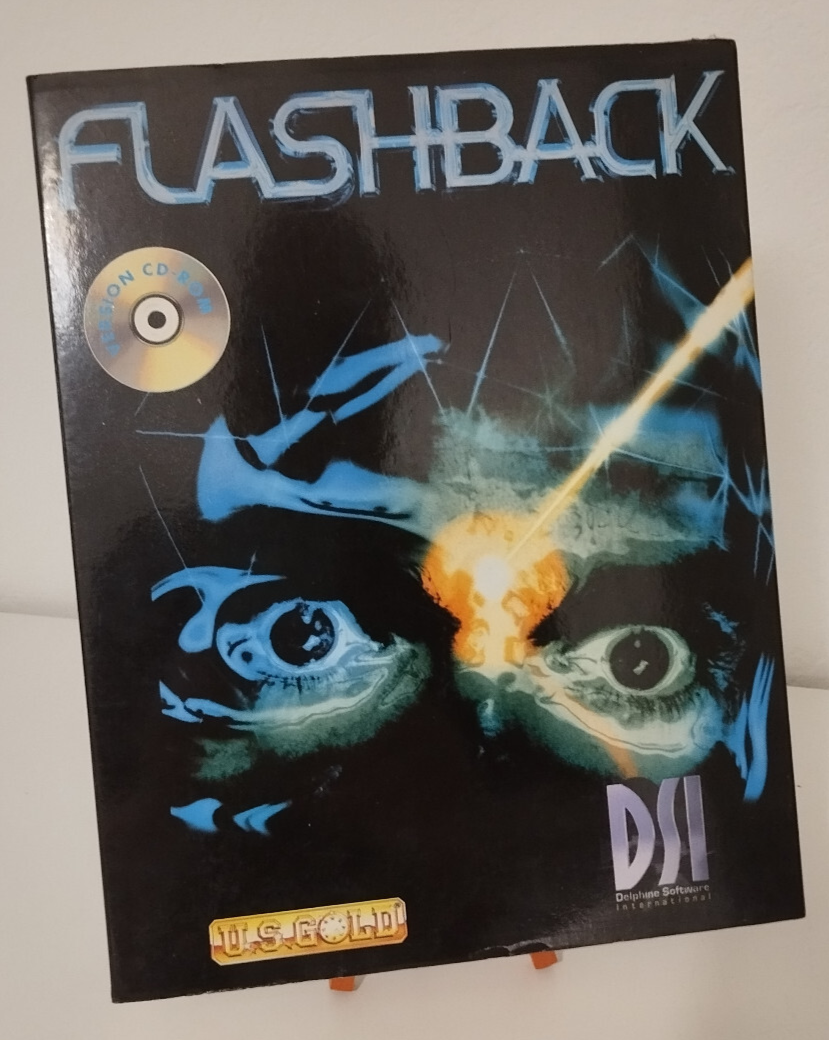 FLASHBACK
VERSION CD-ROM
DSI
Delphine Software
International
U.S. GOLD